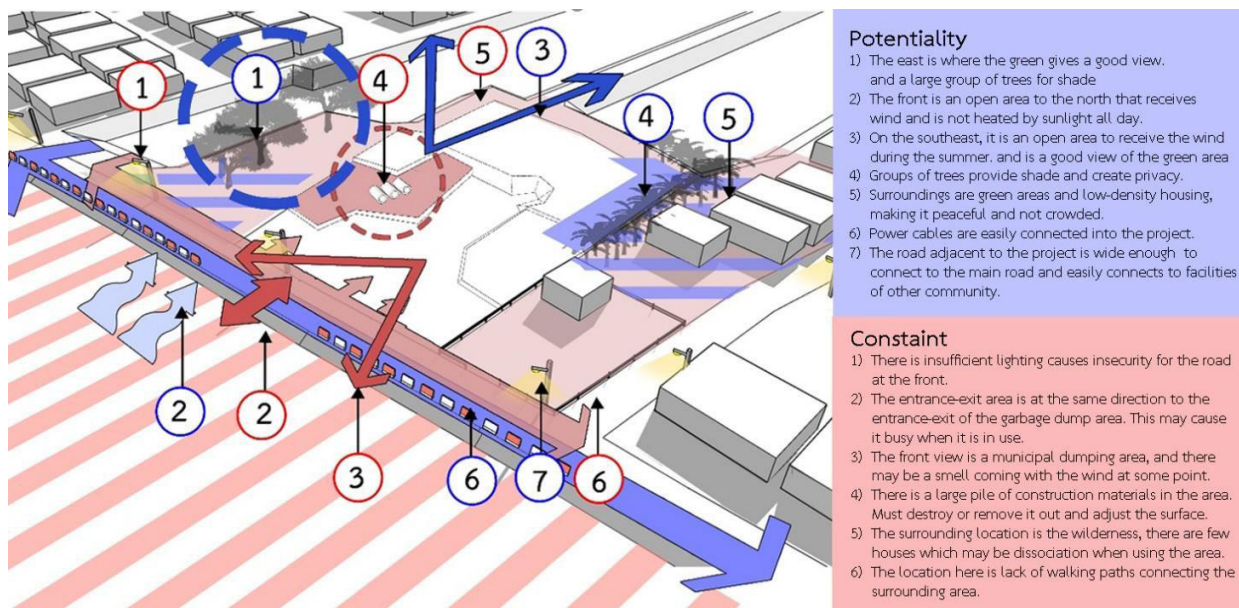 1
1
4
5
3
4
5
2
2
3
6
7
6
Potentiality
1) The east is where the green gives a good view.
and a large group of trees for shade
2) The front is an open area to the north that receives
wind and is not heated by sunlight all day.
3) On the southeast, it is an open area to receive the wind
during the summer. and is a good view of the green area
4) Groups of trees provide shade and create privacy.
5) Surroundings are green areas and low-density housing,
making it peaceful and not crowded.
6) Power cables are easily connected into the project.
7) The road adjacent to the project is wide enough to
connect to the main road and easily connects to facilities
of other community.
Constaint
1) There is insufficient lighting causes insecurity for the road
at the front.
2) The entrance-exit area is at the same direction to the
entrance-exit of the garbage dump area. This may cause
it busy when it is in use.
3) The front view is a municipal dumping area, and there
may be a smell coming with the wind at some point.
4) There is a large pile of construction materials in the area.
Must destroy or remove it out and adjust the surface.
5) The surrounding location is the wilderness, there are few
houses which may be dissociation when using the area.
6) The location here is lack of walking paths connecting the
surrounding area.